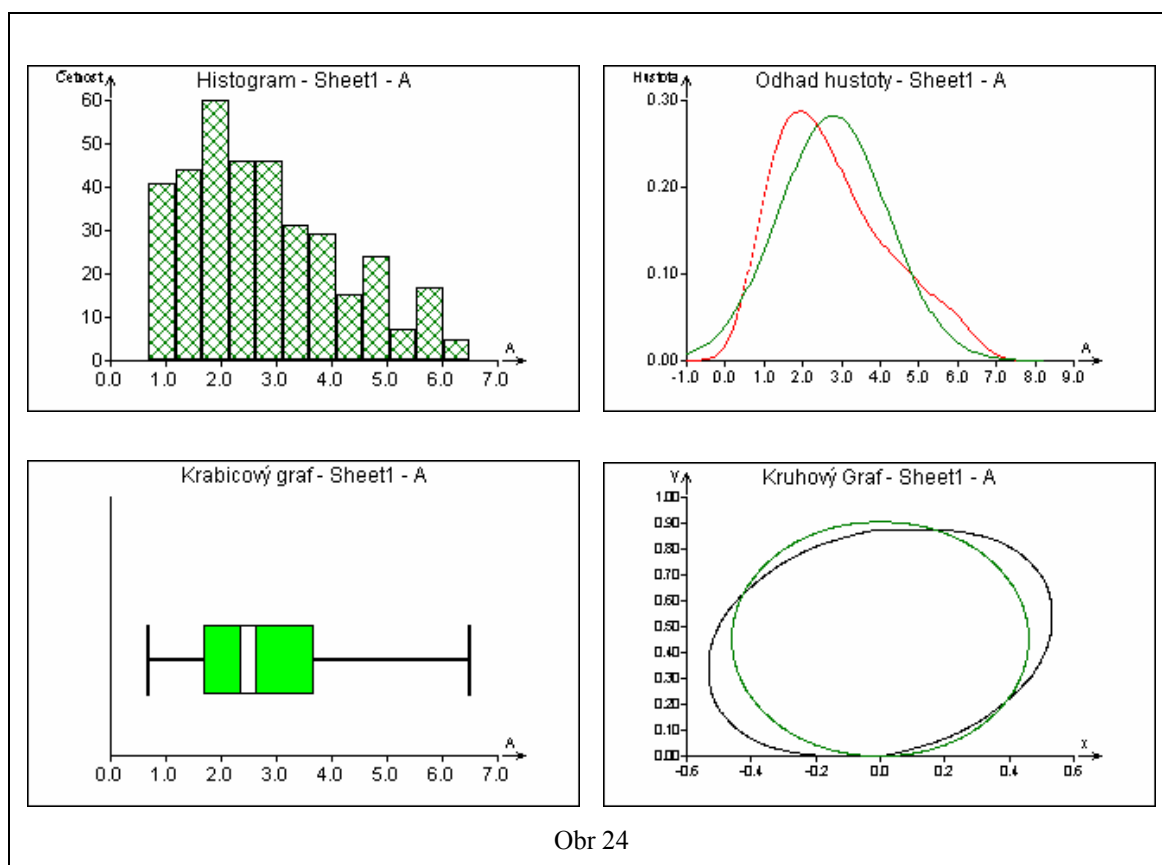 Četnost
Histogram - Sheet1 - A
60
50
40
30
20
10
0
A
0.0 1.0 2.0 3.0 4.0 5.0 6.0 7.0
Hustota
Odhad hustoty - Sheet1 - A
0.30
0.20
0.10
0.00
A
-1.0 0.0 1.0 2.0 3.0 4.0 5.0 6.0 7.0 8.0 9.0
Krabicový graf - Sheet1 - A
A
0.0 1.0 2.0 3.0 4.0 5.0 6.0 7.0
Y
Kruhový Graf - Sheet1 - A
1.00
0.90
0.80
0.70
0.60
0.50
0.40
0.30
0.20
0.10
0.00
X
-0.6 -0.4 -0.2 0.0 0.2 0.4 0.6
Obr 24